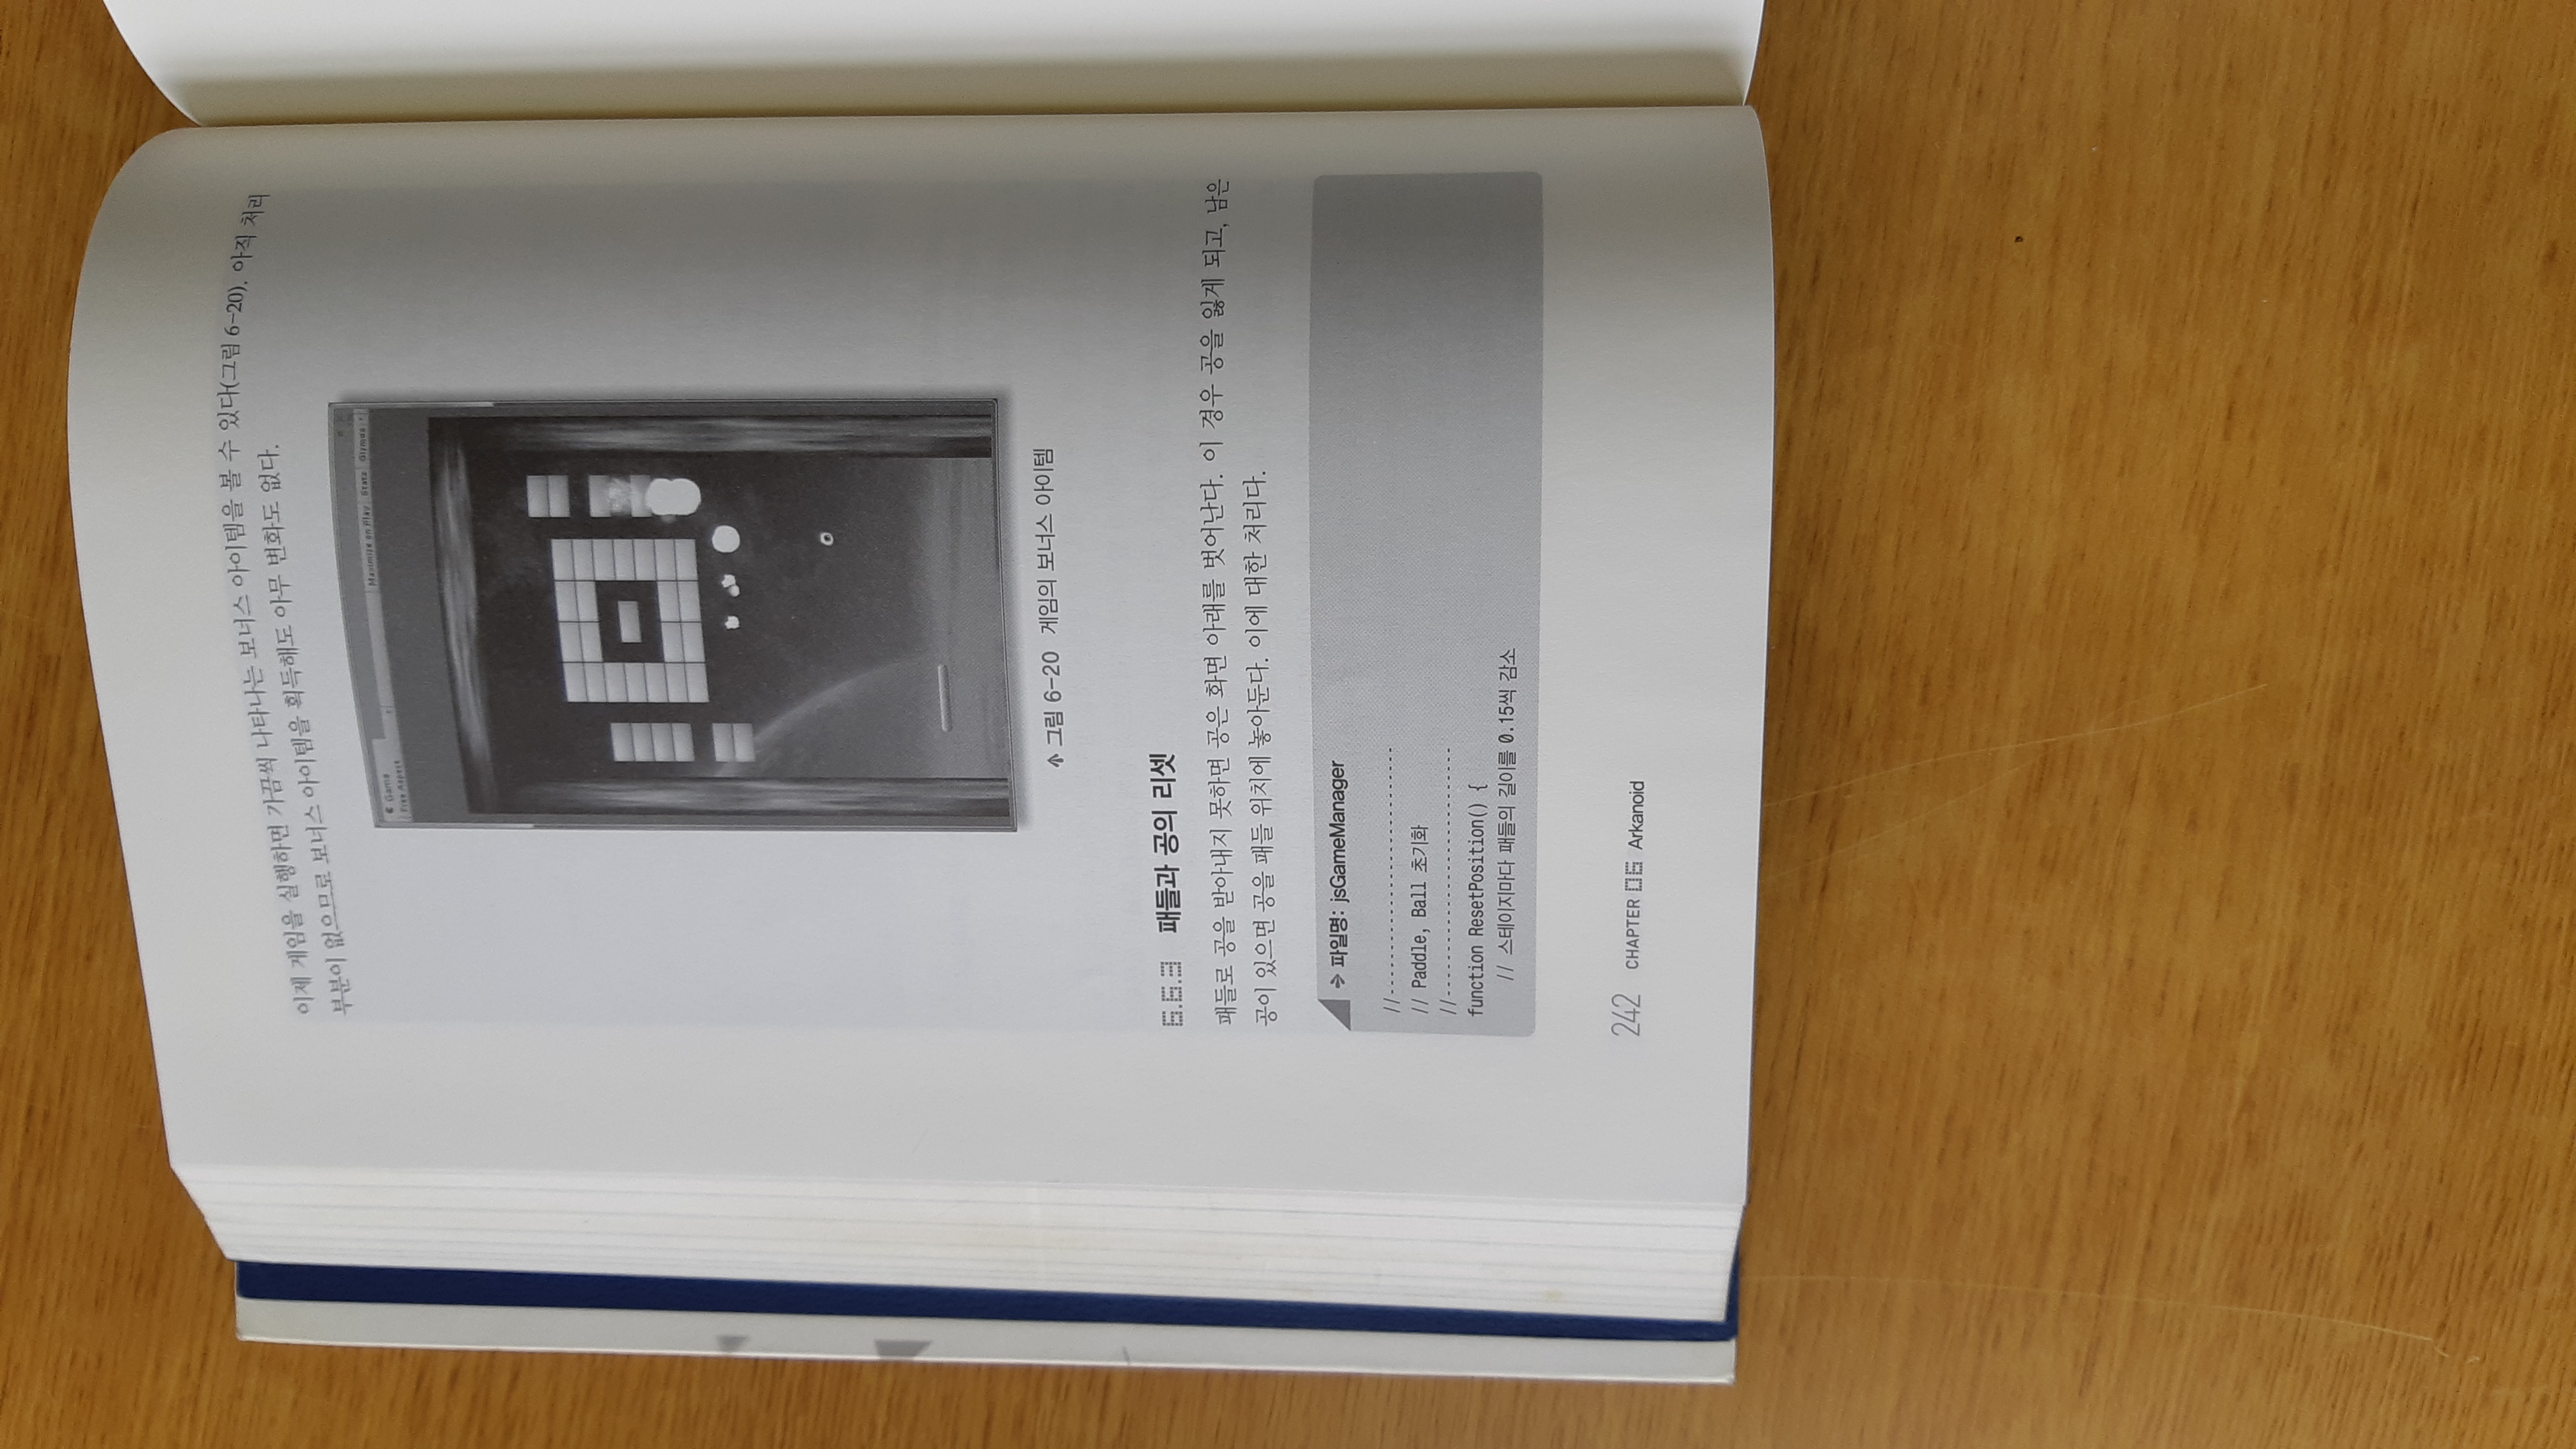 이제 게임을 실행하면 가끔씩 나타나는 보너스 아이템을 볼 수 있다(그림 6-20). 아직 처리
부분이 없으므로 보너스 아이템을 획득해도 아무 변화도 없다.
Game
Free Aspect
Maximize on Play Stats Gizmos
그림 6-20 게임의 보너스 아이템
6.6.3 패들과 공의 리셋
패들로 공을 받아내지 못하면 공은 화면 아래를 벗어난다. 이 경우 공을 잃게 되고, 남은
공이 있으면 공을 패들 위치에 놓아둔다. 이에 대한 처리다.
파일명: jsGameManager
//----------------------------
// Paddle, Ball 초기화
//----------------------------
function ResetPosition() {
// 스테이지마다 패들의 길이를 0.15씩 감소
242 CHAPTER 06 Arkanoid